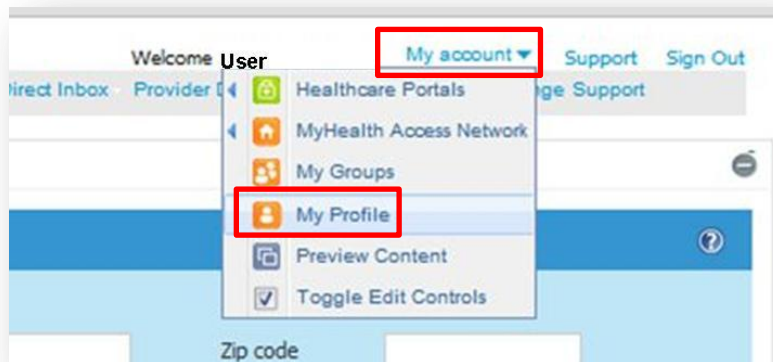 Welcome User My account Support Sign Out
Direct Inbox Provider Support
Healthcare Portals
MyHealth Access Network
My Groups
My Profile
Preview Content
Toggle Edit Controls
Zip code